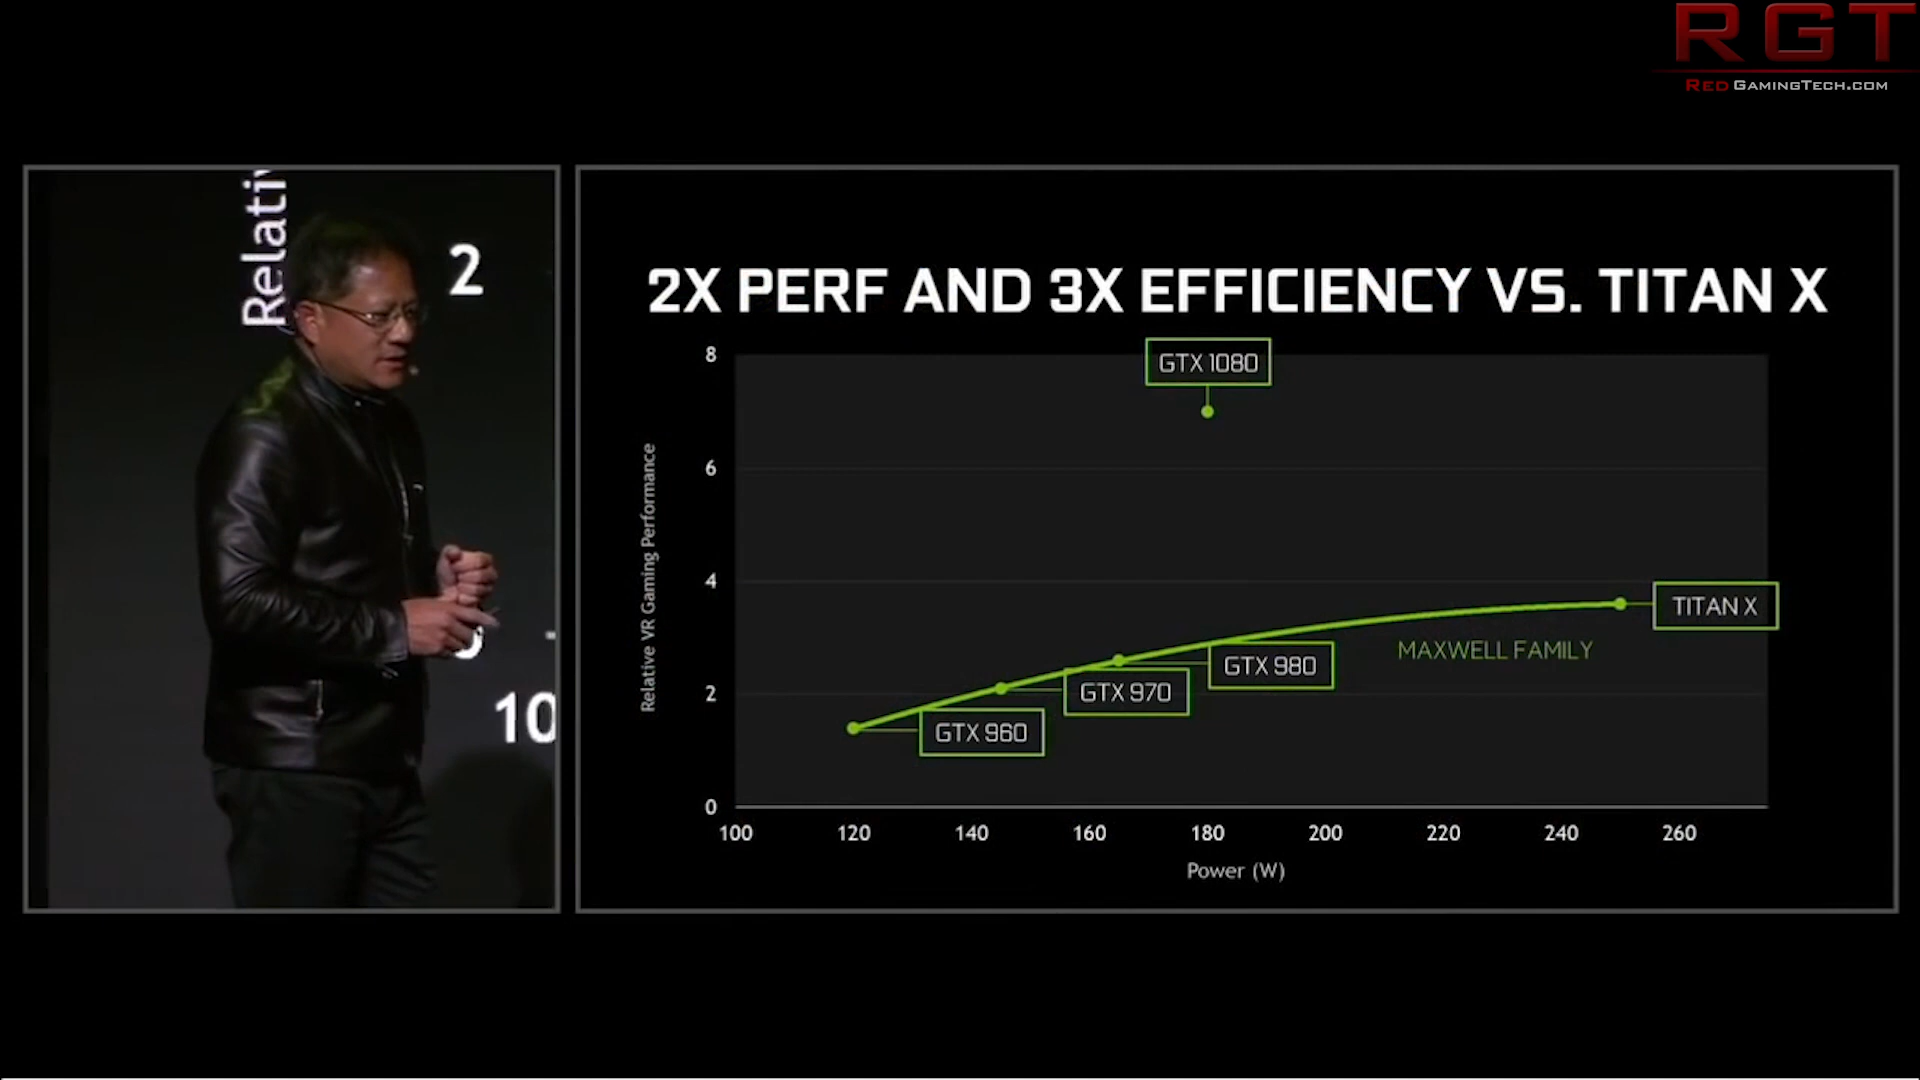 RGT
RED GAMINGTECH.COM
Relati
2
0
10
2X PERF AND 3X EFFICIENCY VS. TITAN X
8
6
4
2
0
Relative VR Gaming Performance
GTX 1080
TITAN X
MAXWELL FAMILY
GTX 980
GTX 970
GTX 960
100 120 140 160 180 200 220 240 260
Power (W)